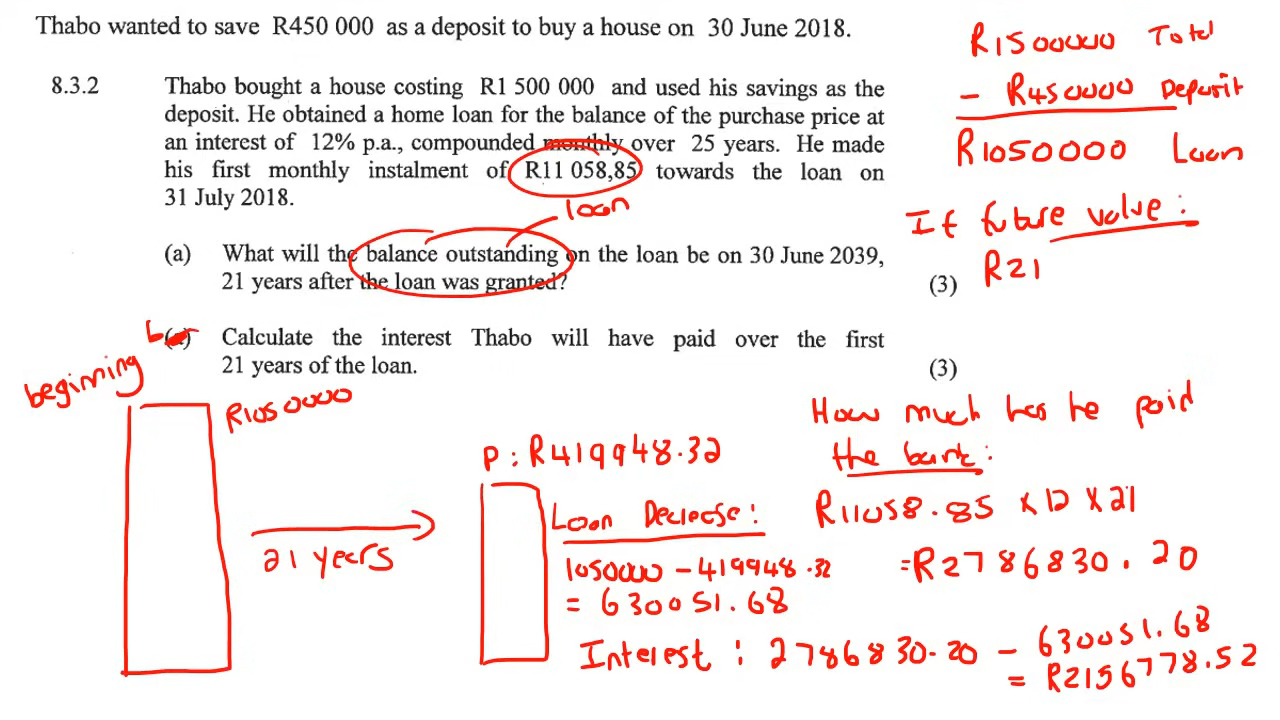 Thabo wanted to save R450 000 as a deposit to buy a house on 30 June 2018.
8.3.2 Thabo bought a house costing R1 500 000 and used his savings as the
deposit. He obtained a home loan for the balance of the purchase price at
an interest of 12% p.a., compounded monthly over 25 years. He made
his first monthly instalment of R11 058,85 towards the loan on
31 July 2018.
loan
(a) What will the balance outstanding on the loan be on 30 June 2039,
21 years after the loan was granted? (3)
b
Calculate the interest Thabo will have paid over the first
21 years of the loan. (3)
R1500000 Total
- R450000 Deposit
R1050000 Loan
If future value:
R21
beginning
R1050000
21 years
P: R419948.32
Loan Decrease:
1050000 - 419948.32
= 630051.68
How much has he paid
the bank:
R11058.85 x 12 x 21
= R2786830.20
Interest : 2786830.20 - 630051.68
= R2156778.52